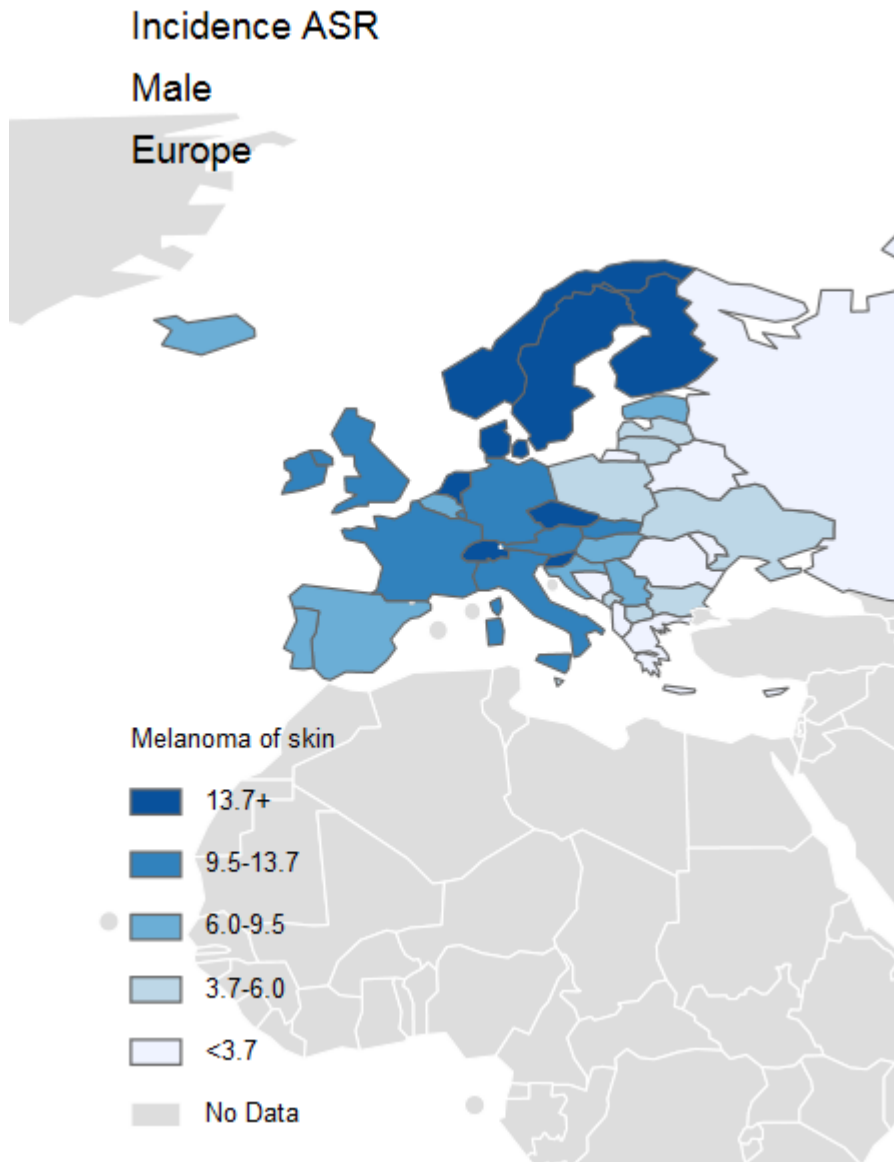 Incidence ASR
Male
Europe
Melanoma of skin
13.7+
9.5-13.7
6.0-9.5
3.7-6.0
<3.7
No Data